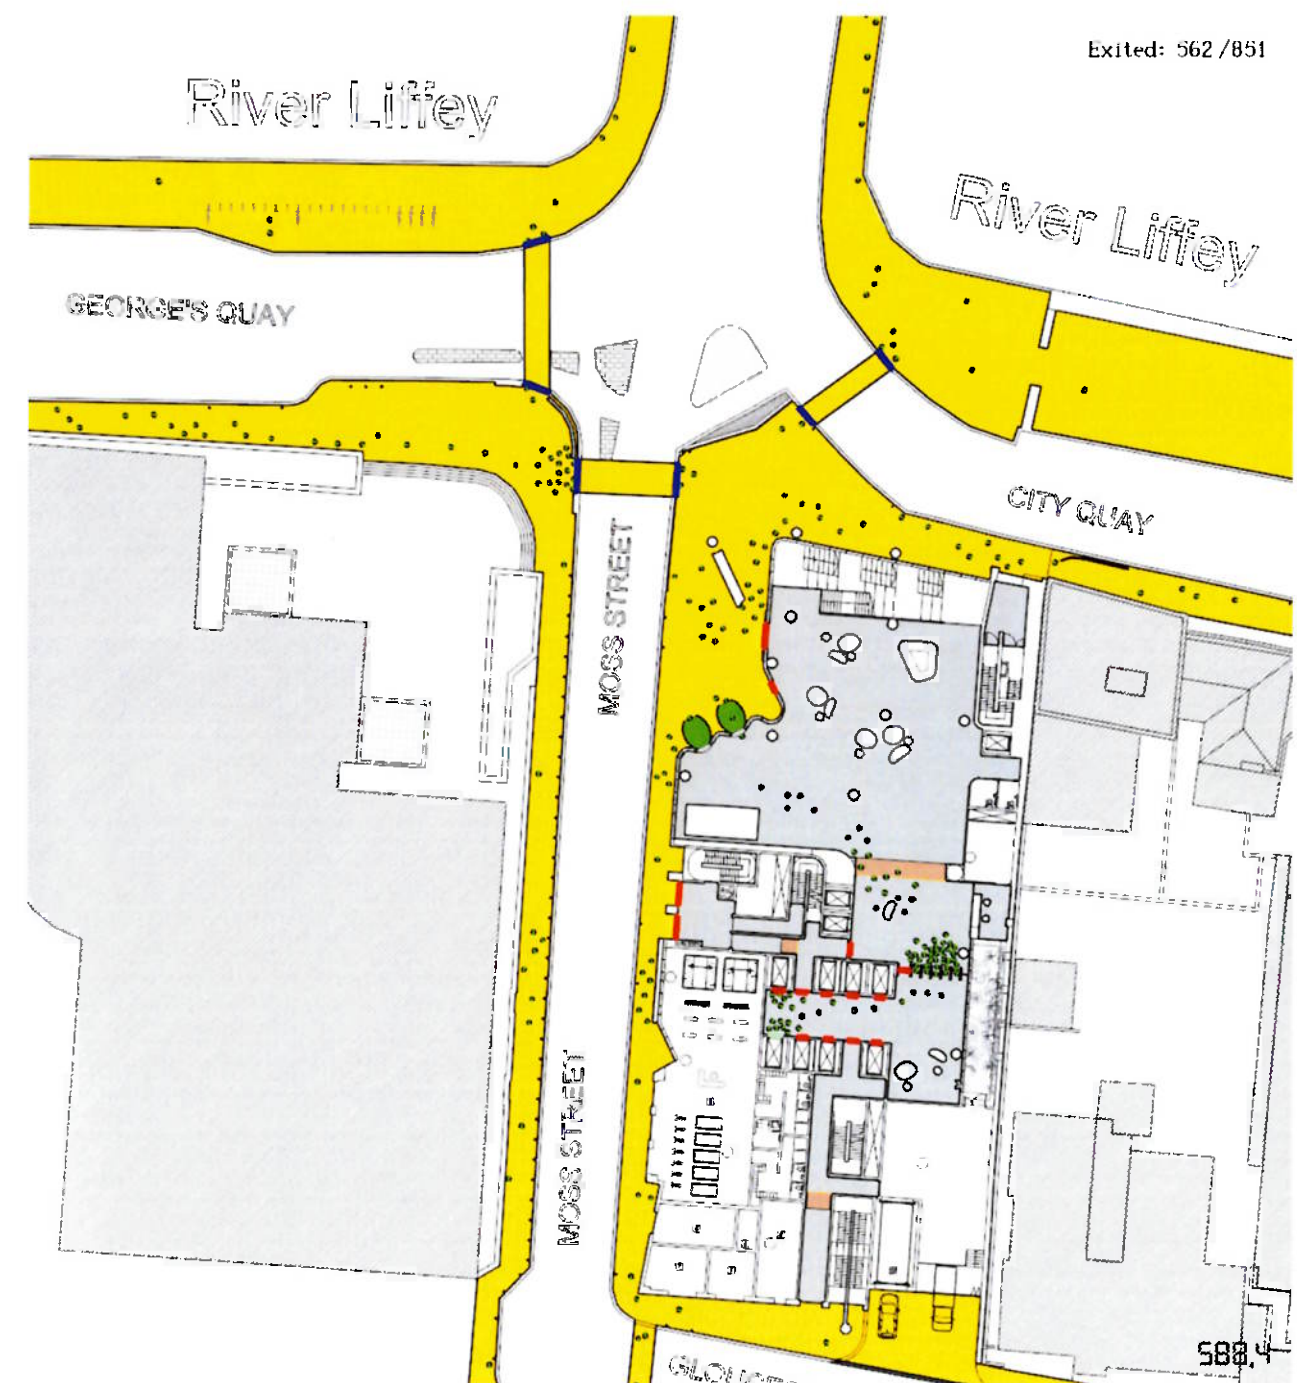 Exited: 562/851
River Liffey
River Liffey
GEORGE'S QUAY
CITY QUAY
MOSS STREET
MOSS STREET
588.4